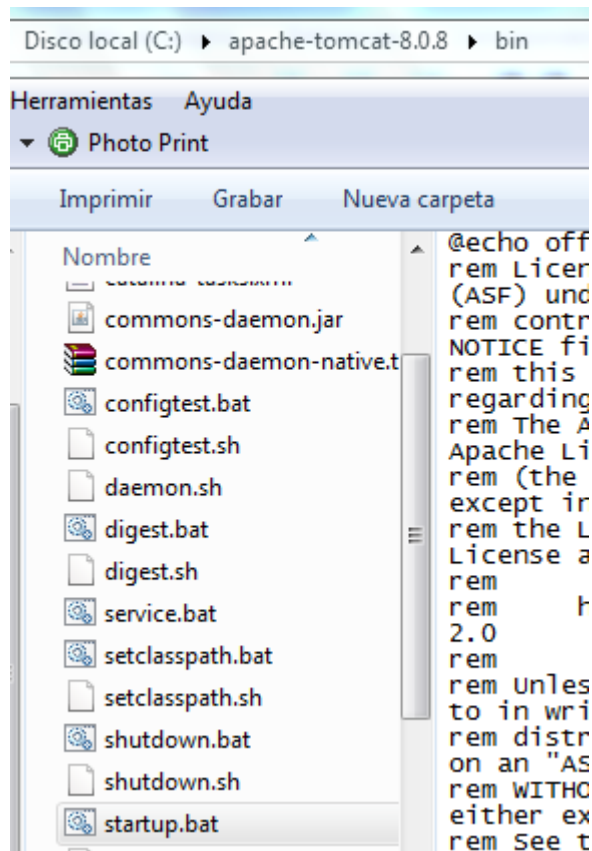 Disco local (C:) ▸ apache-tomcat-8.0.8 ▸ bin
Herramientas Ayuda
Photo Print
Imprimir Grabar Nueva carpeta
Nombre
commons-daemon.jar
commons-daemon-native.t
configtest.bat
configtest.sh
daemon.sh
digest.bat
digest.sh
service.bat
setclasspath.bat
setclasspath.sh
shutdown.bat
shutdown.sh
startup.bat
@echo off
rem Licen
(ASF) und
rem contr
NOTICE fi
rem this
regarding
rem The A
Apache Li
rem (the
except in
rem the L
License a
rem
rem h
2.0
rem
rem Unles
to in wri
rem distr
on an "AS
rem WITHO
either ex
rem See t